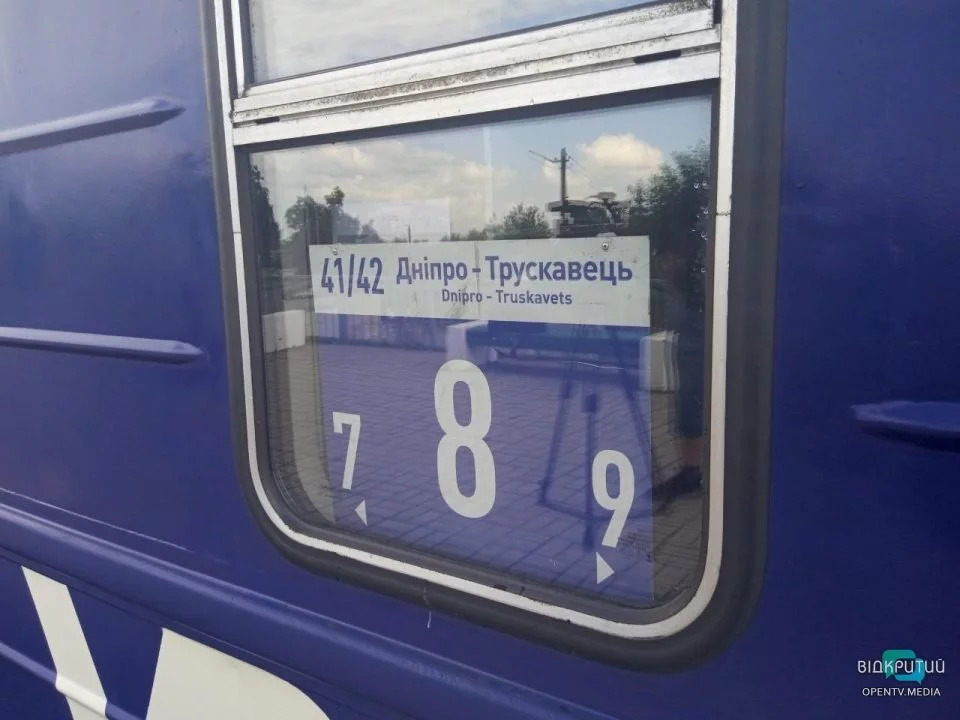 41/42 Дніпро - Трускавець
Dnipro - Truskavets
8
7
9
ВІДКРИТИЙ
OPENTV.MEDIA